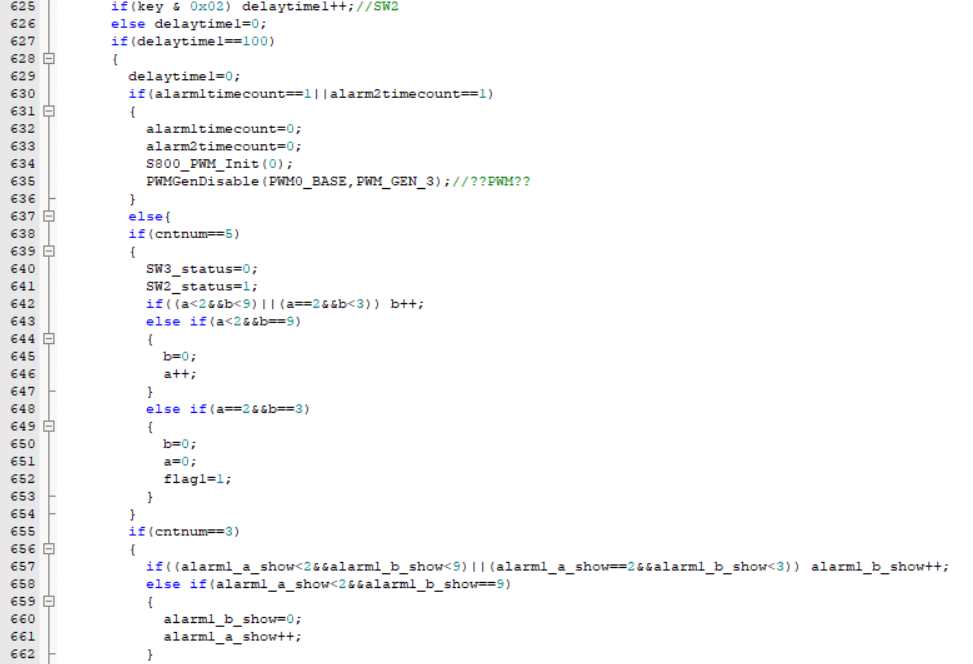 625 if(key & 0x02) delaytime1++;//SW2
626 else delaytime1=0;
627 if(delaytime1==100)
628 {
629 delaytime1=0;
630 if(alarm1timecount==1||alarm2timecount==1)
631 {
632 alarm1timecount=0;
633 alarm2timecount=0;
634 S800_PWM_Init(0);
635 PWMGenDisable(PWM0_BASE,PWM_GEN_3);//??PWM??
636 }
637 else{
638 if(cntnum==5)
639 {
640 SW3_status=0;
641 SW2_status=1;
642 if((a<2&&b<9)||(a==2&&b<3)) b++;
643 else if(a<2&&b==9)
644 {
645 b=0;
646 a++;
647 }
648 else if(a==2&&b==3)
649 {
650 b=0;
651 a=0;
652 flag1=1;
653 }
654 }
655 if(cntnum==3)
656 {
657 if((alarm1_a_show<2&&alarm1_b_show<9)||(alarm1_a_show==2&&alarm1_b_show<3)) alarm1_b_show++;
658 else if(alarm1_a_show<2&&alarm1_b_show==9)
659 {
660 alarm1_b_show=0;
661 alarm1_a_show++;
662 }